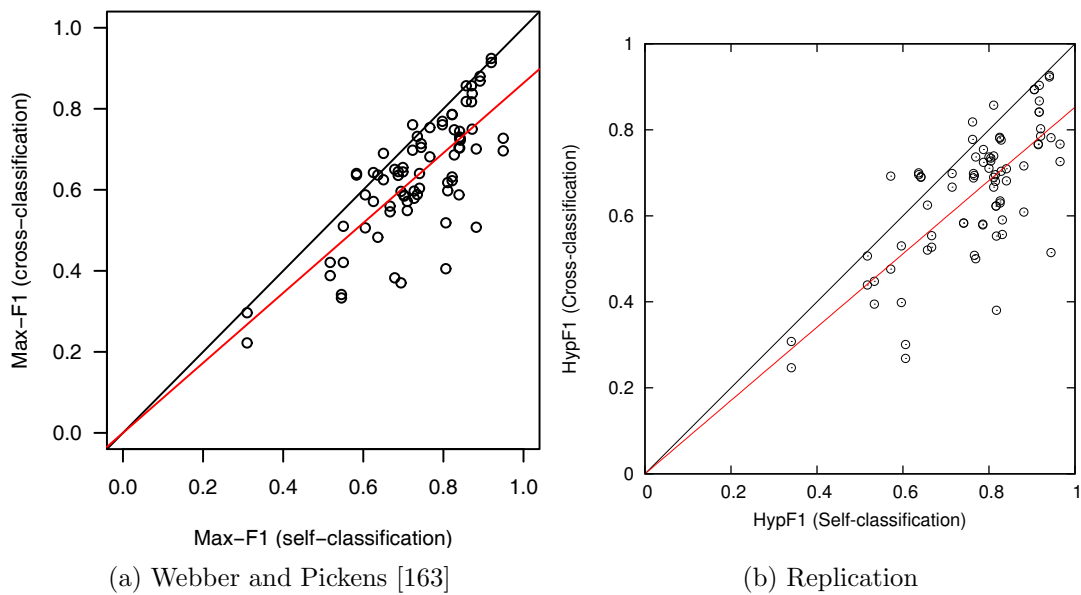 1.0
0.8
0.6
0.4
0.2
0.0
Max−F1 (cross−classification)
0.0 0.2 0.4 0.6 0.8 1.0
Max−F1 (self−classification)
(a) Webber and Pickens [163]
1
0.8
0.6
0.4
0.2
0
HypF1 (Cross-classification)
0 0.2 0.4 0.6 0.8 1
HypF1 (Self-classification)
(b) Replication